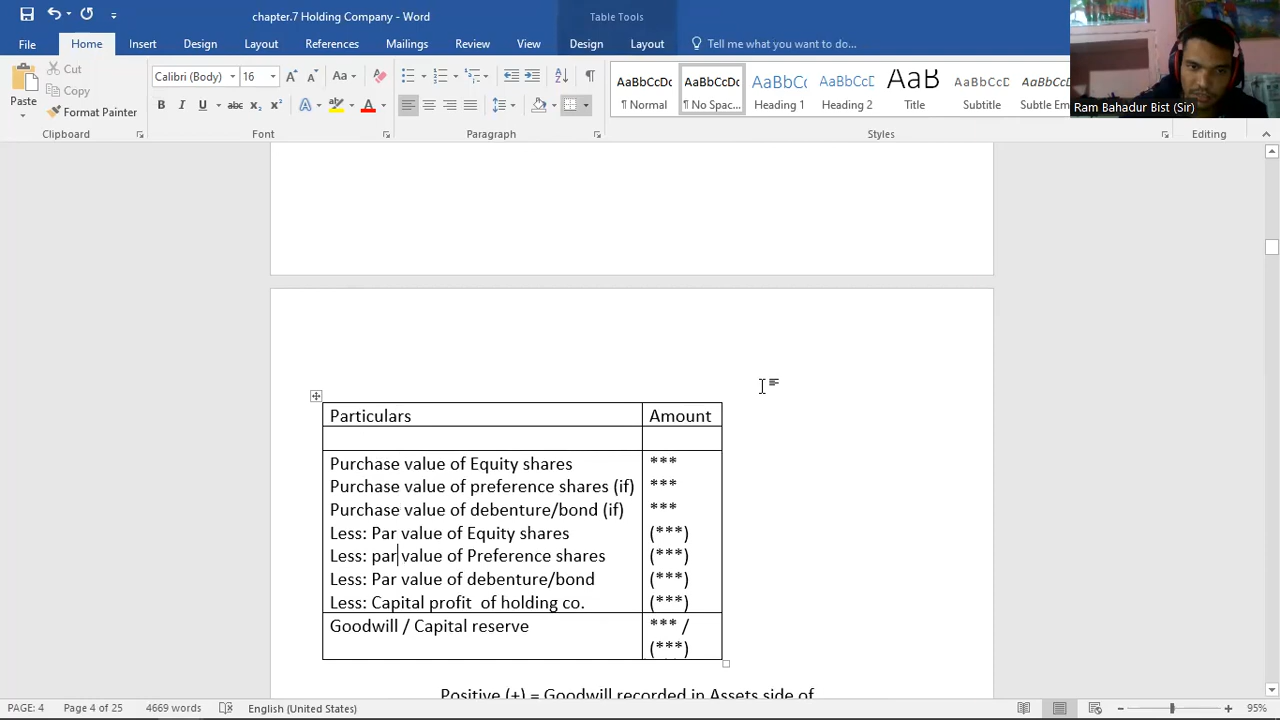 chapter.7 Holding Company - Word
Table Tools
File
Home
Insert
Design
Layout
References
Mailings
Review
View
Design
Layout
Tell me what you want to do...
Ram Bahadur Bist (Sir)
Paste
Cut
Copy
Format Painter
Clipboard
Calibri (Body)
16
Font
Paragraph
AaBbCcDc
¶ Normal
AaBbCcDc
¶ No Spac...
AaBbCc
Heading 1
AaBbCcD
Heading 2
AaB
Title
AaBbCcD
Subtitle
AaBbCcDc
Subtle Em
Styles
Editing
Particulars Amount
Purchase value of Equity shares ***
Purchase value of preference shares (if) ***
Purchase value of debenture/bond (if) ***
Less: Par value of Equity shares (***)
Less: par value of Preference shares (***)
Less: Par value of debenture/bond (***)
Less: Capital profit of holding co. (***)
Goodwill / Capital reserve *** /
(***)
Positive (+) = Goodwill recorded in Assets side of
PAGE: 4
Page 4 of 25
4669 words
English (United States)
95%